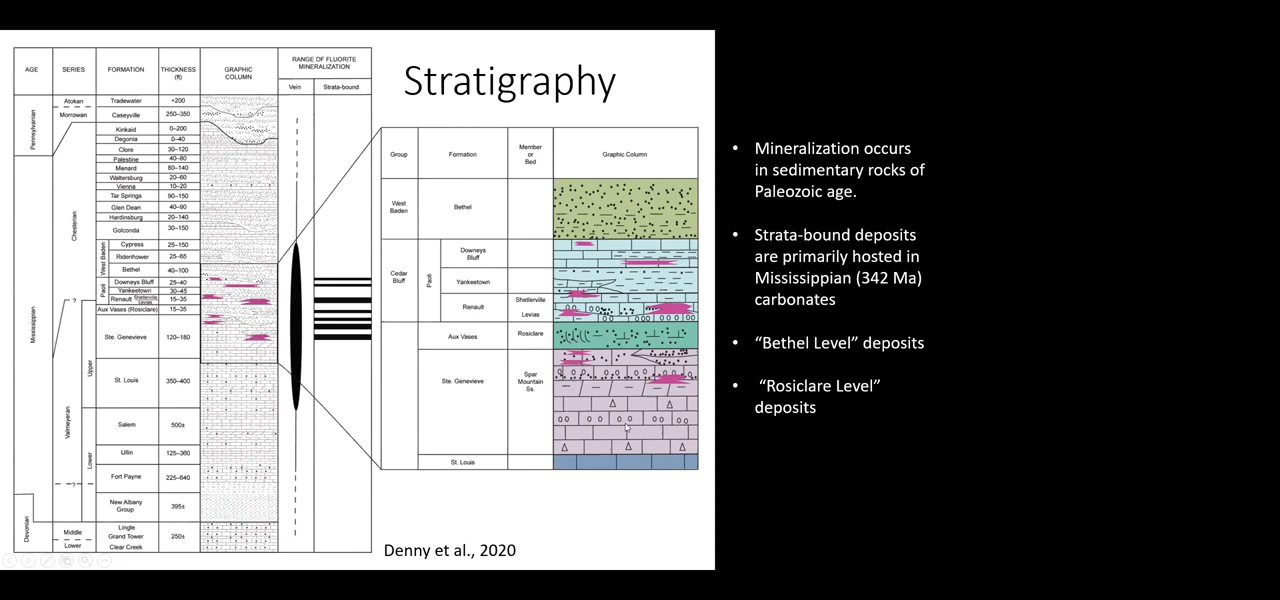 AGE SERIES FORMATION THICKNESS (ft) GRAPHIC COLUMN RANGE OF FLUORITE MINERALIZATION
Vein Strata-bound
Pennsylvanian
Atokan Tradewater +200
Morrowan Caseyville 250–350
Mississippian
Chesterian
Kinkaid 0–200
Degonia 0–40
Clore 30–120
Palestine 40–60
Menard 80–140
Waltersburg 20–60
Vienna 10–20
Tar Springs 90–150
Glen Dean 40–90
Hardinsburg 20–140
Golconda 30–150
West Baden
Cypress 25–150
Ridenhower 25–65
Bethel 40–100
Paoli
Downeys Bluff 25–40
Yankeetown 30–45
Renault Shetlerville Levias 15–35
?
Aux Vases (Rosiclare) 15–35
Valmeyeran
Upper
Ste. Genevieve 120–180
St. Louis 350–400
Lower
Salem 500±
Ullin 125–360
Fort Payne 225–640
?
New Albany Group 395±
Devonian
Middle
Lower
Lingle
Grand Tower 250±
Clear Creek
Stratigraphy
Group Formation Member or Bed Graphic Column
West Baden Bethel
Cedar Bluff
Paoli
Downeys Bluff
Yankeetown
Renault
Shetlerville
Levias
Aux Vases Rosiclare
Ste. Genevieve Spar Mountain Ss.
St. Louis
Denny et al., 2020
• Mineralization occurs
in sedimentary rocks of
Paleozoic age.
• Strata-bound deposits
are primarily hosted in
Mississippian (342 Ma)
carbonates
• “Bethel Level” deposits
• “Rosiclare Level”
deposits